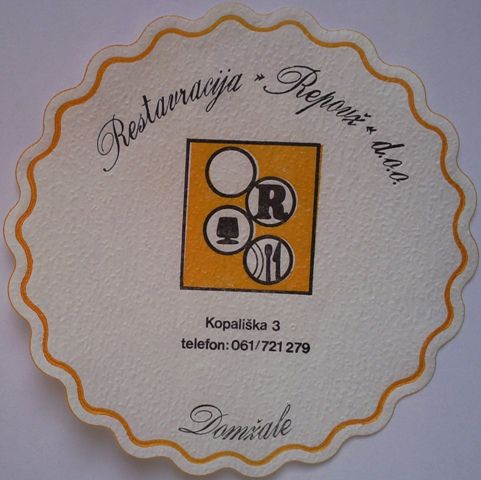 Restavracija »Repovž« d.o.o.
R
Kopališka 3
telefon: 061/721 279
Domžale